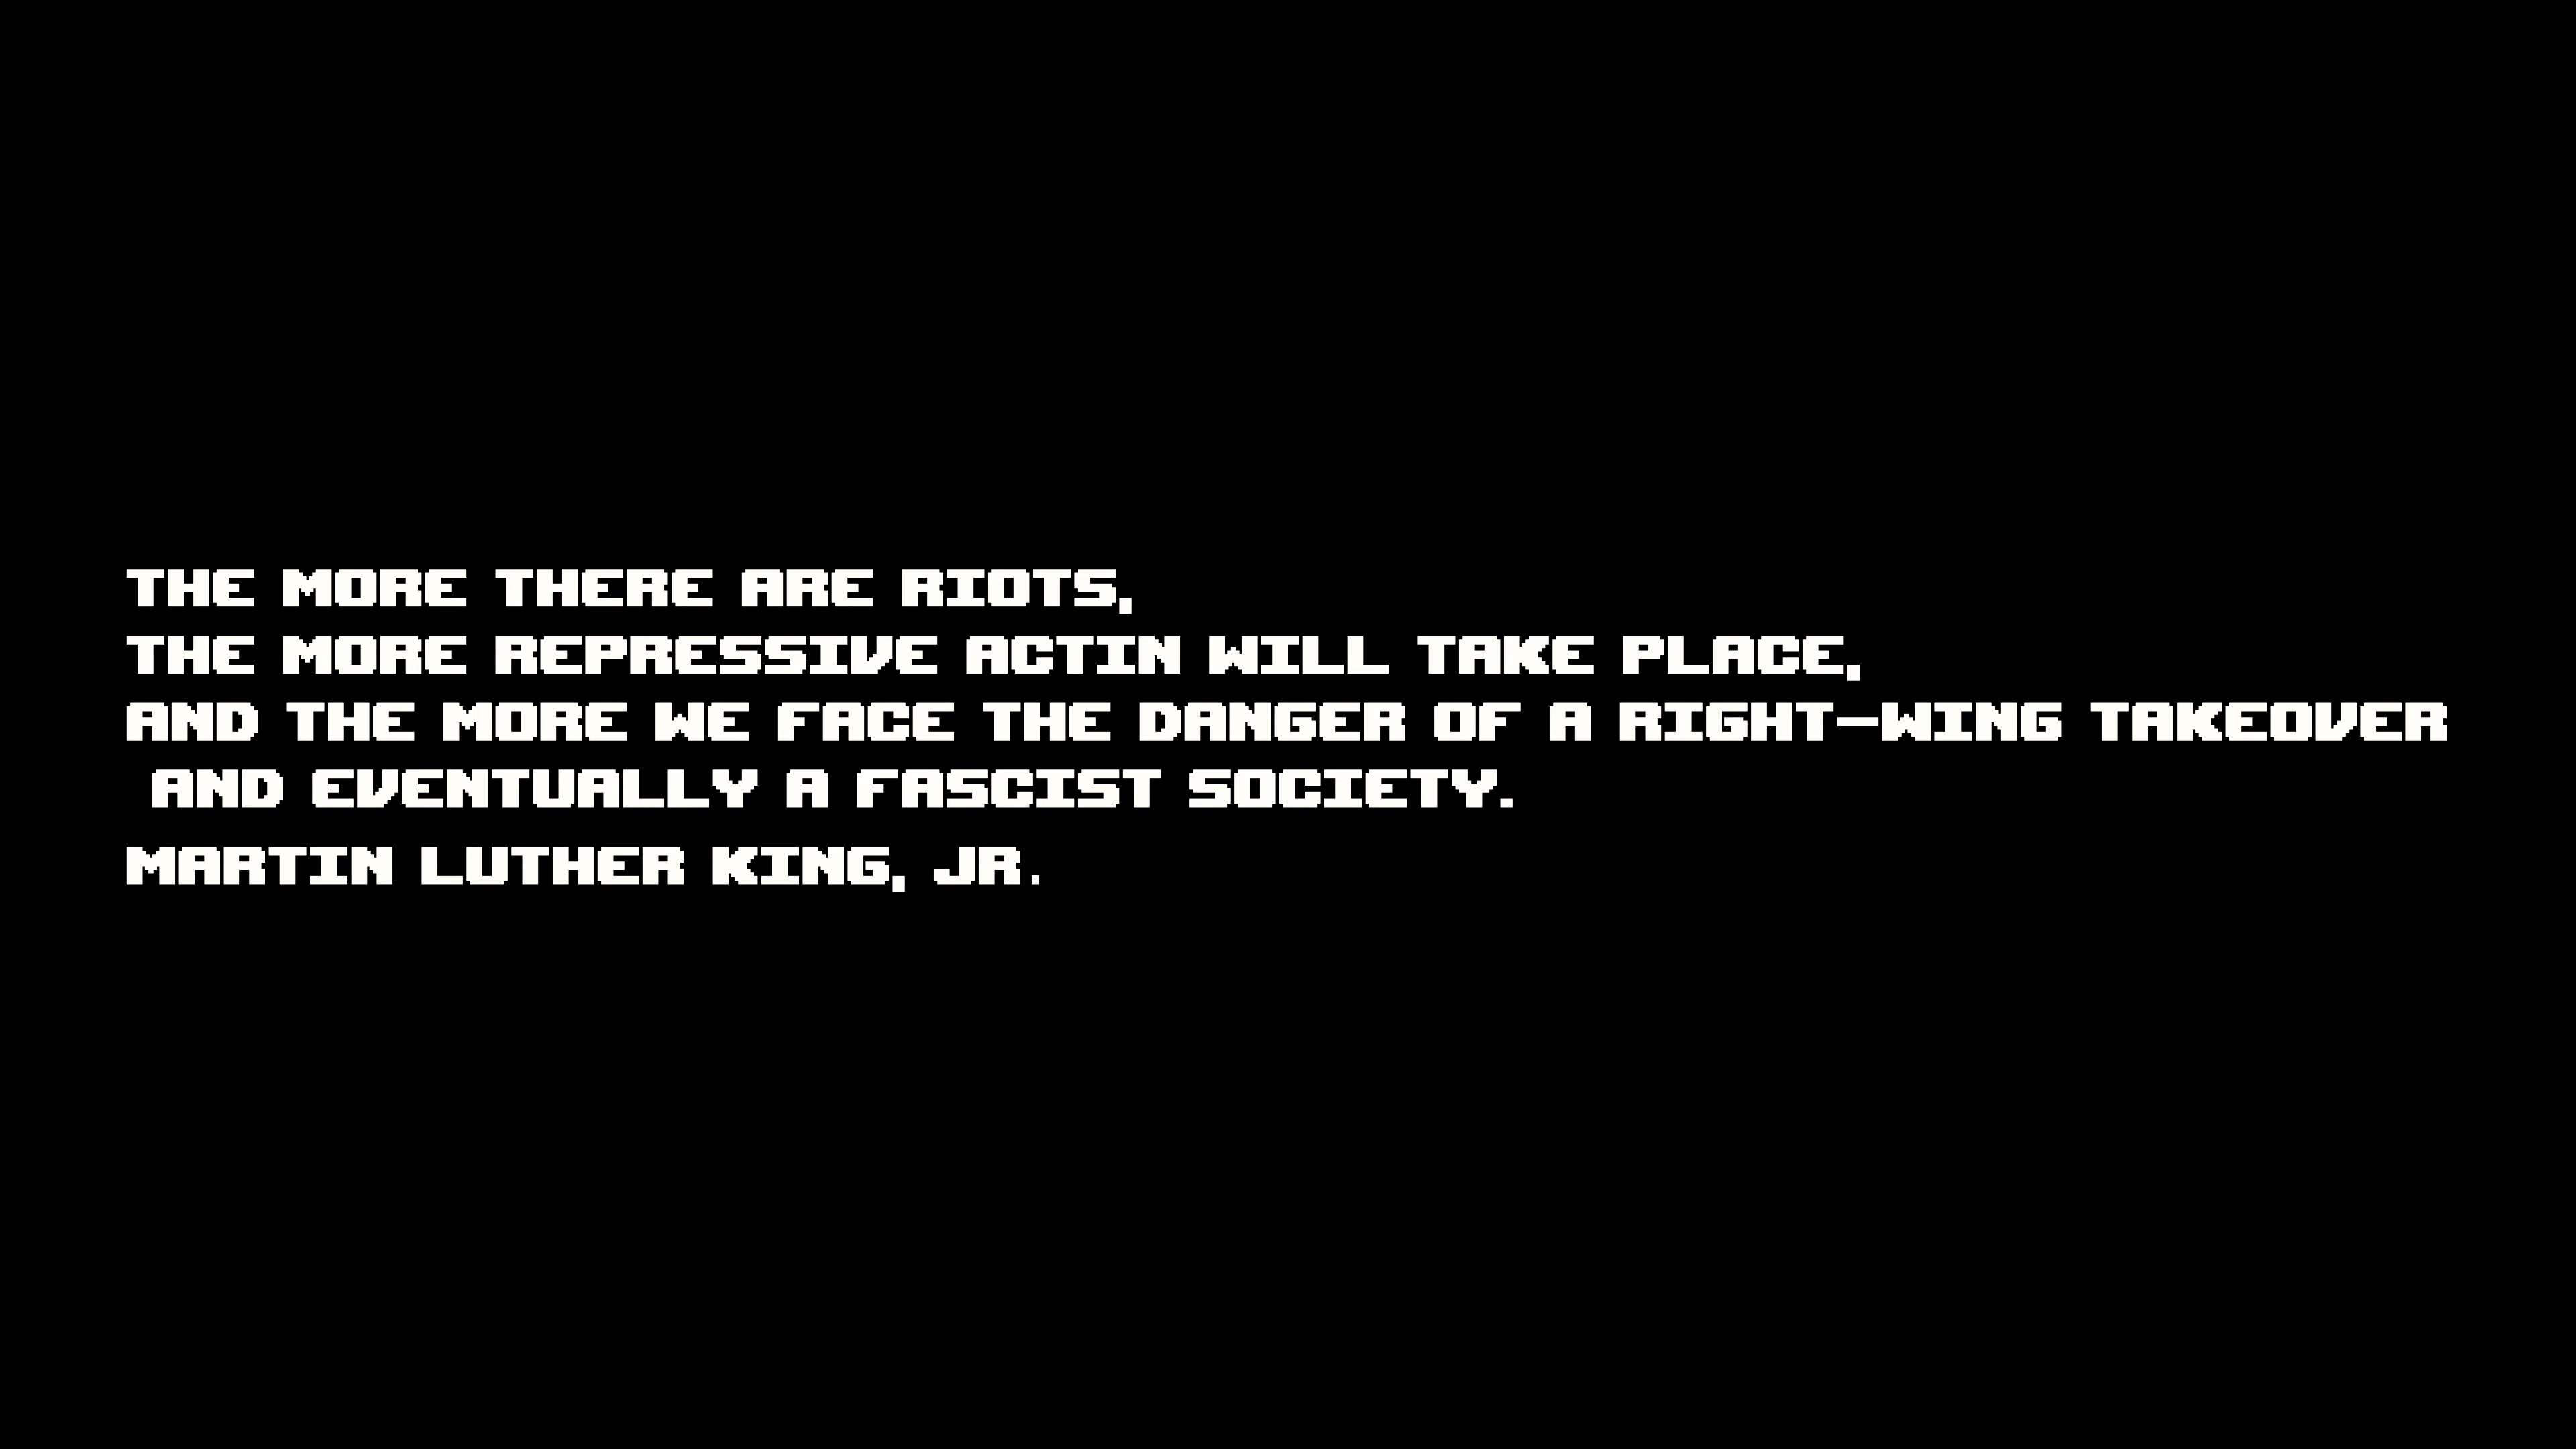 THE MORE THERE ARE RIOTS,
THE MORE REPRESSIVE ACTIN WILL TAKE PLACE,
AND THE MORE WE FACE THE DANGER OF A RIGHT-WING TAKEOVER
AND EVENTUALLY A FASCIST SOCIETY.
MARTIN LUTHER KING, JR.